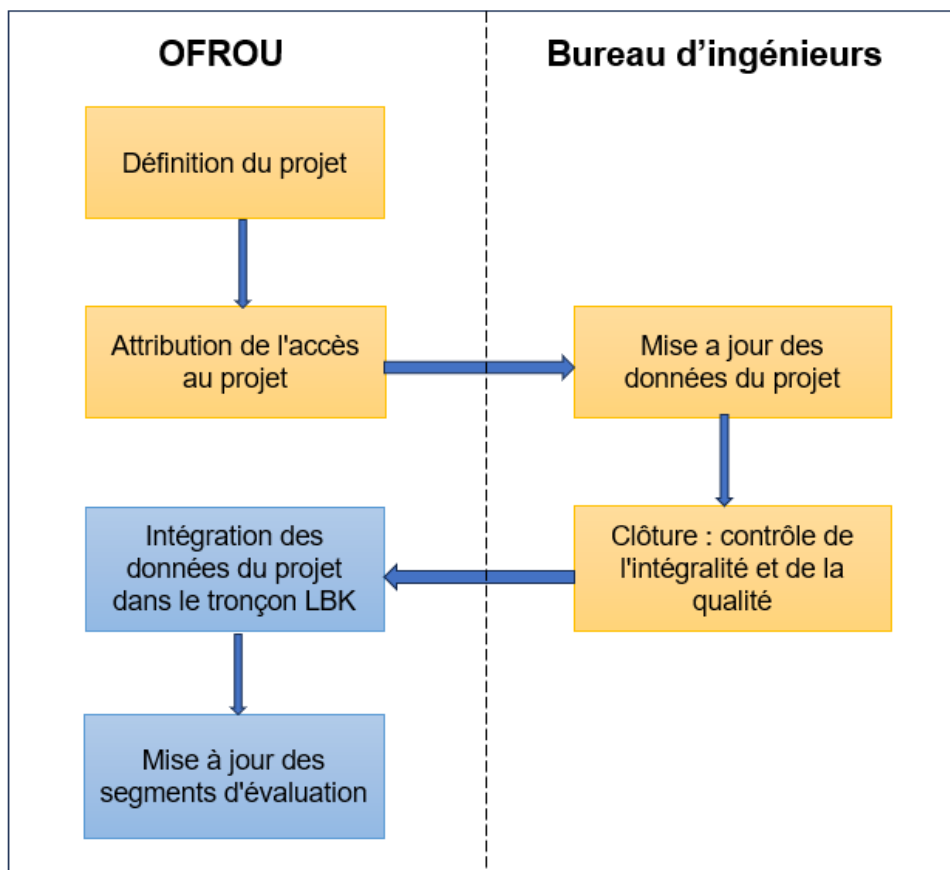 OFROU
Bureau d’ingénieurs
Définition du projet
Attribution de l'accès
au projet
Mise a jour des
données du projet
Intégration des
données du projet
dans le tronçon LBK
Clôture : contrôle de
l'intégralité et de la
qualité
Mise à jour des
segments d'évaluation